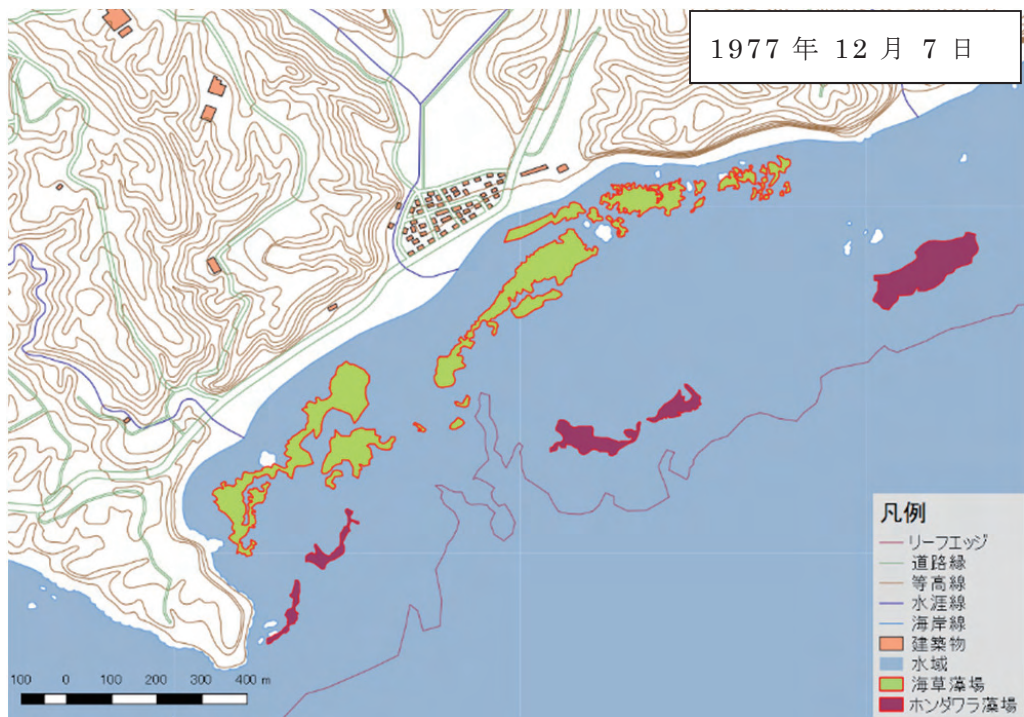 1977 年 12 月 7 日
凡例
リーフエッジ
道路縁
等高線
水涯線
海岸線
建築物
水域
海草藻場
ホンダワラ藻場
100 0 100 200 300 400 m